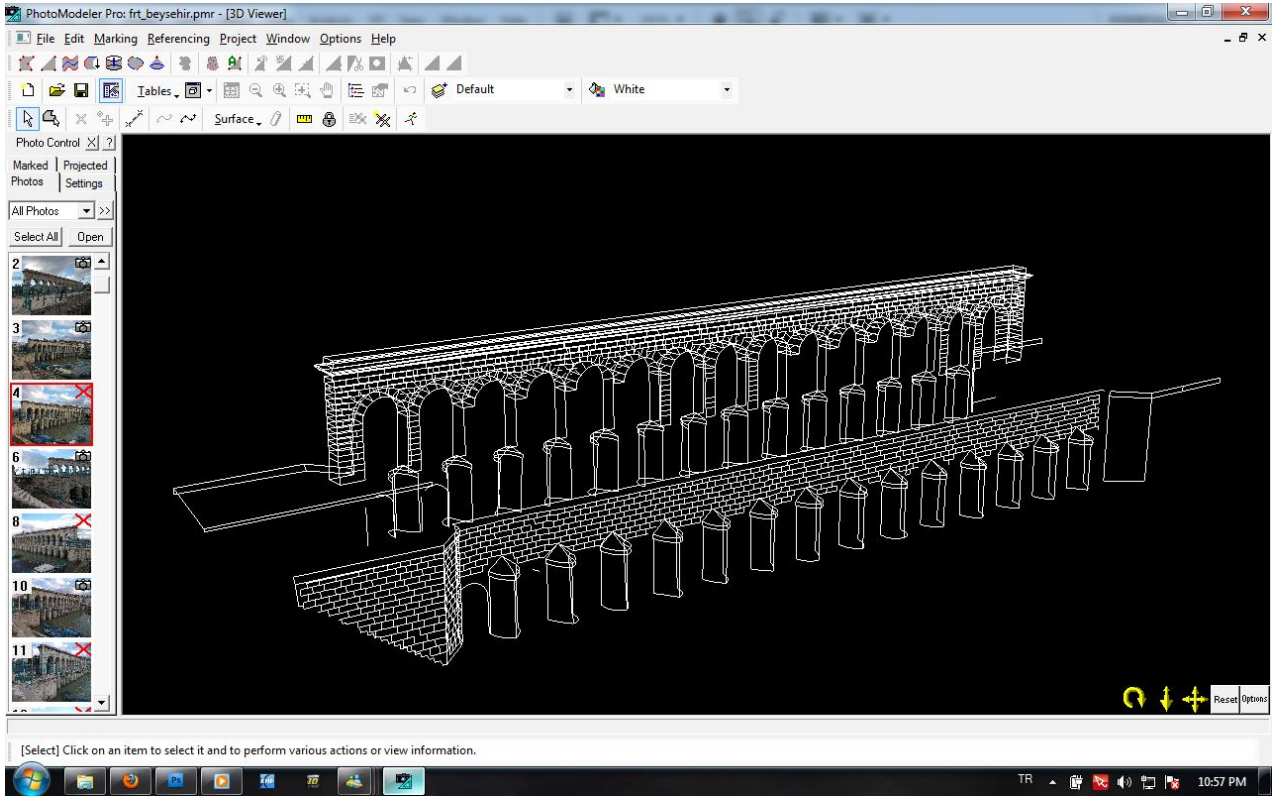 PhotoModeler Pro: frt_beysehir.pmr - [3D Viewer]
File Edit Marking Referencing Project Window Options Help
Tables Default White
Surface
Photo Control X ?
Marked Projected
Photos Settings
All Photos >>
Select All Open
2
3
4
6
8
10
11
Reset Options
[Select] Click on an item to select it and to perform various actions or view information.
Ps KMP JD TR 10:57 PM